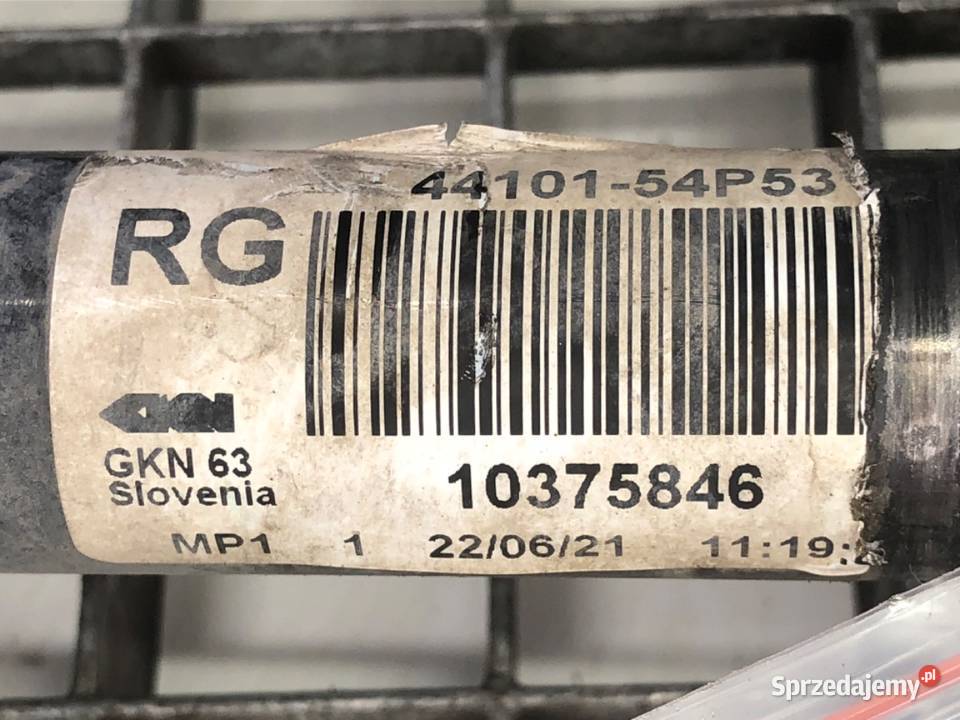 44101-54P53
RG
GKN
GKN 63
Slovenia
10375846
MP1 1 22/06/21 11:19:
Sprzedajemy.pl